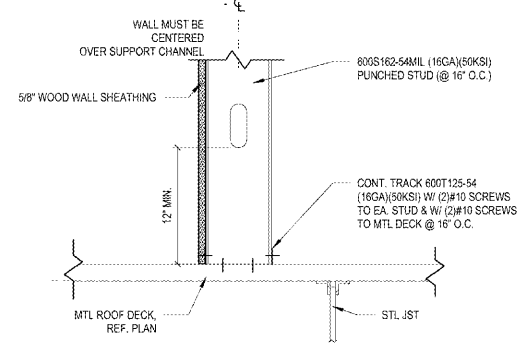 ℄
WALL MUST BE
CENTERED
OVER SUPPORT CHANNEL
600S162-54MIL (16GA)(50KSI)
PUNCHED STUD (@ 16" O.C.)
5/8" WOOD WALL SHEATHING
12" MIN.
CONT. TRACK 600T125-54
(16GA)(50KSI) W/ (2)#10 SCREWS
TO EA. STUD & W/ (2)#10 SCREWS
TO MTL DECK @ 16" O.C.
MTL ROOF DECK,
REF. PLAN
STL JST